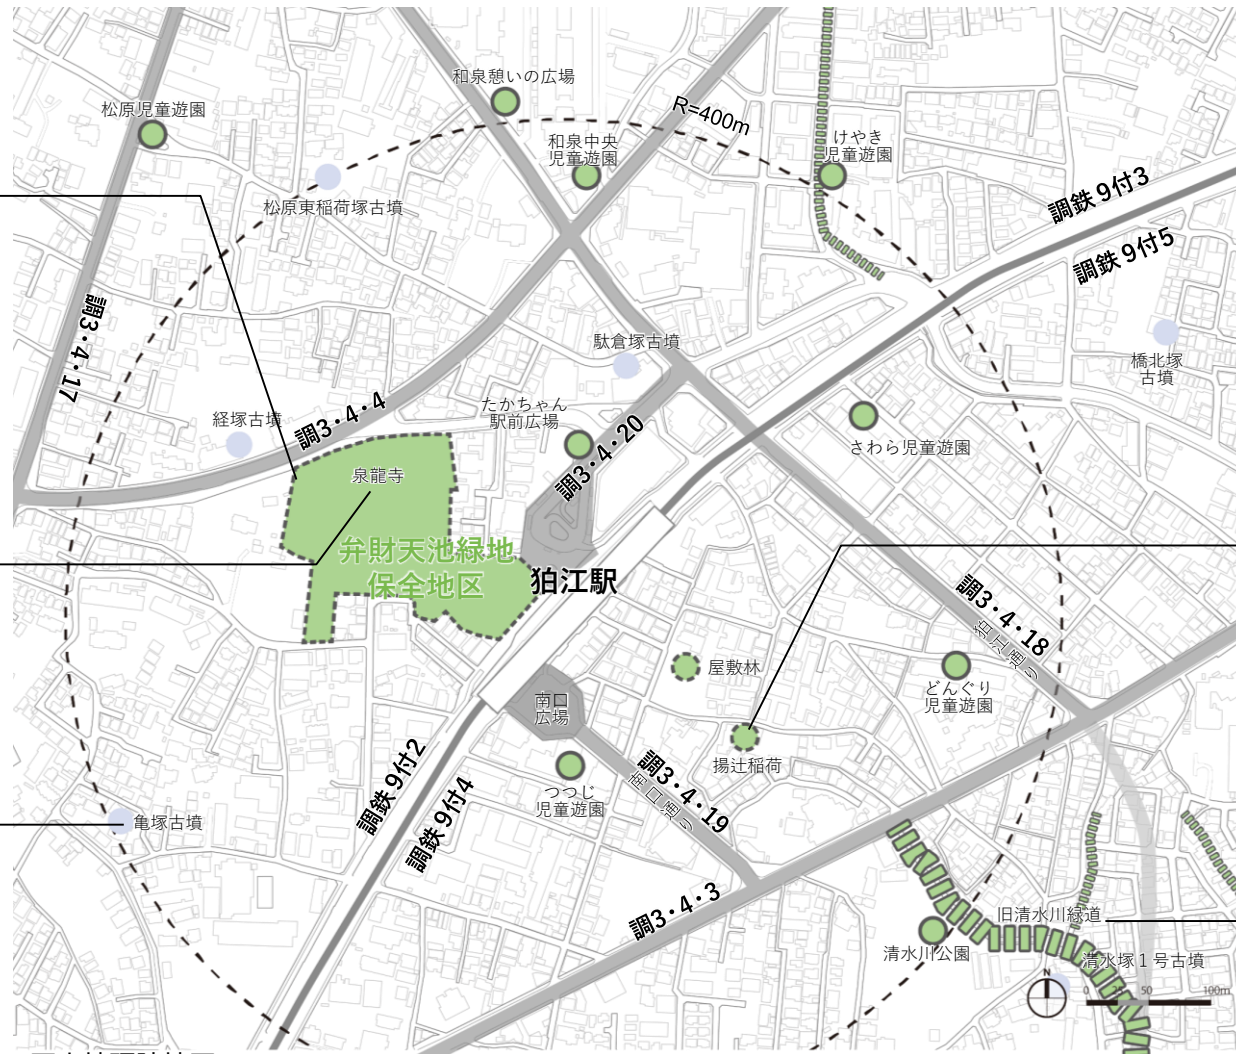 和泉憩いの広場
松原児童遊園
R=400m
和泉中央
児童遊園
けやき
児童遊園
松原東稲荷塚古墳
調鉄9付3
調鉄9付5
調3・4・17
駄倉塚古墳
橋北塚
古墳
たかちゃん
駅前広場
経塚古墳
調3・4・4
調3・4・20
さわら児童遊園
泉龍寺
弁財天池緑地
保全地区
狛江駅
調3・4・18
狛江通り
屋敷林
どんぐり
児童遊園
南口
広場
揚辻稲荷
調鉄9付2
調鉄9付4
つつじ
児童遊園
調3・4・19
南口通り
亀塚古墳
調3・4・3
旧清水川緑道
清水川公園
清水塚1号古墳
N
0 25 50 100m